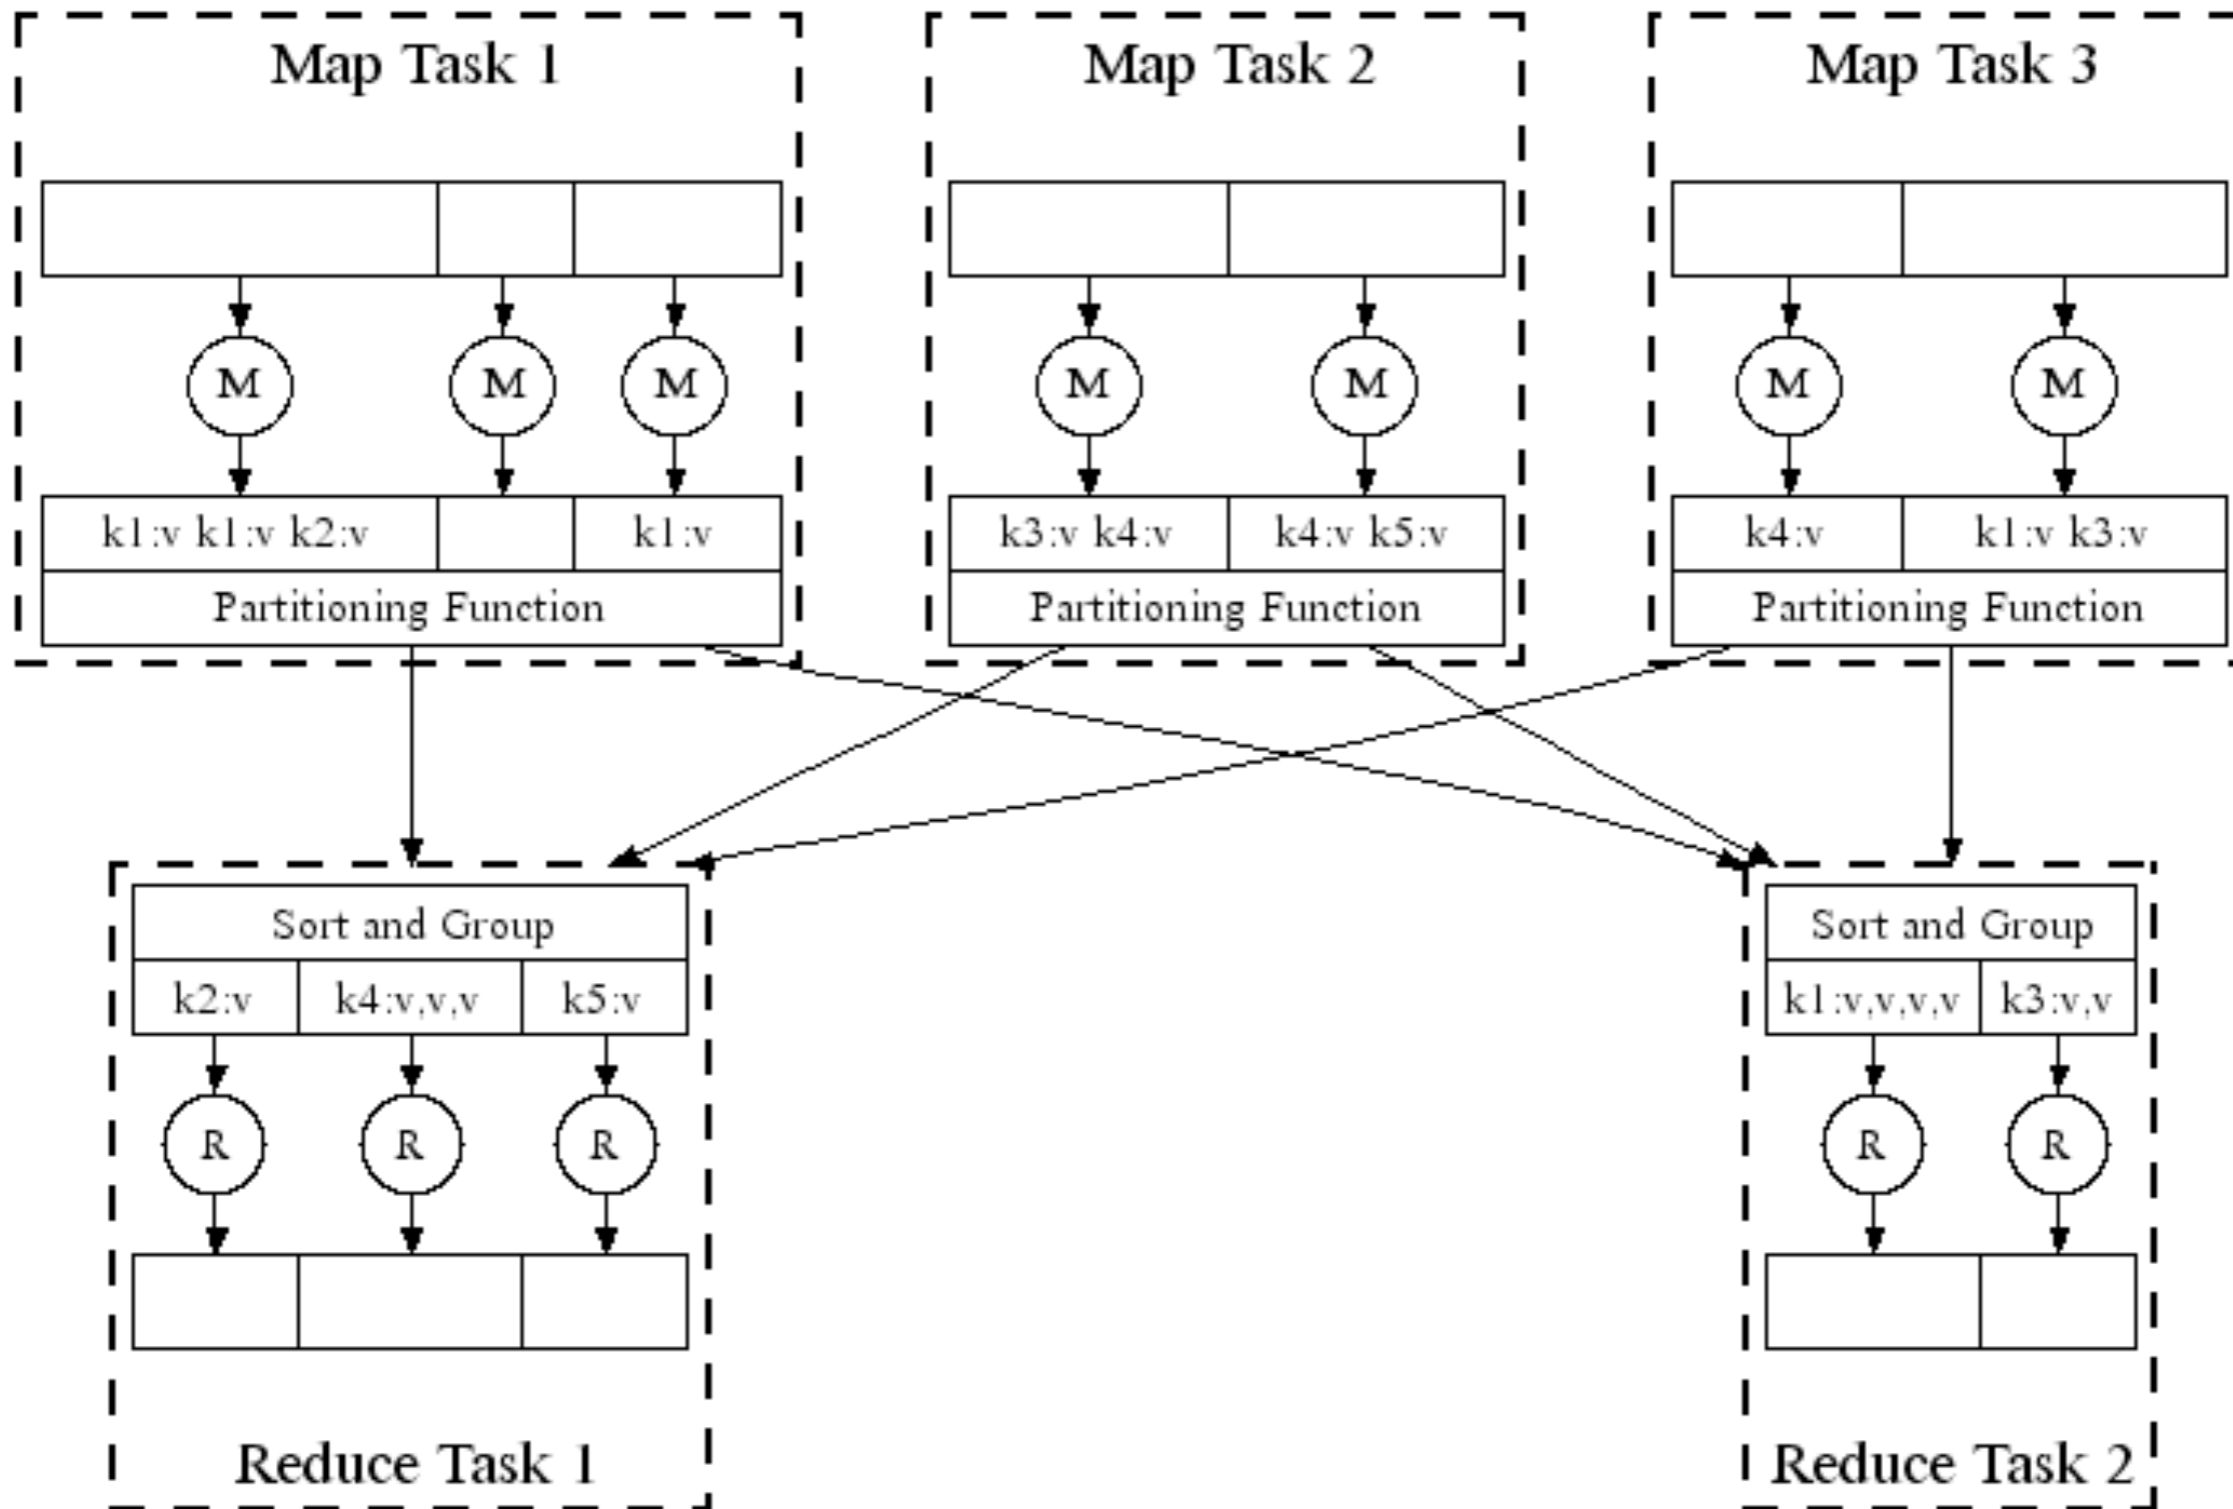 Map Task 1
Map Task 2
Map Task 3
M
M
M
M
M
M
M
k1:v k1:v k2:v
k1:v
k3:v k4:v
k4:v k5:v
k4:v
k1:v k3:v
Partitioning Function
Partitioning Function
Partitioning Function
Sort and Group
Sort and Group
k2:v
k4:v,v,v
k5:v
k1:v,v,v,v
k3:v,v
R
R
R
R
R
Reduce Task 1
Reduce Task 2